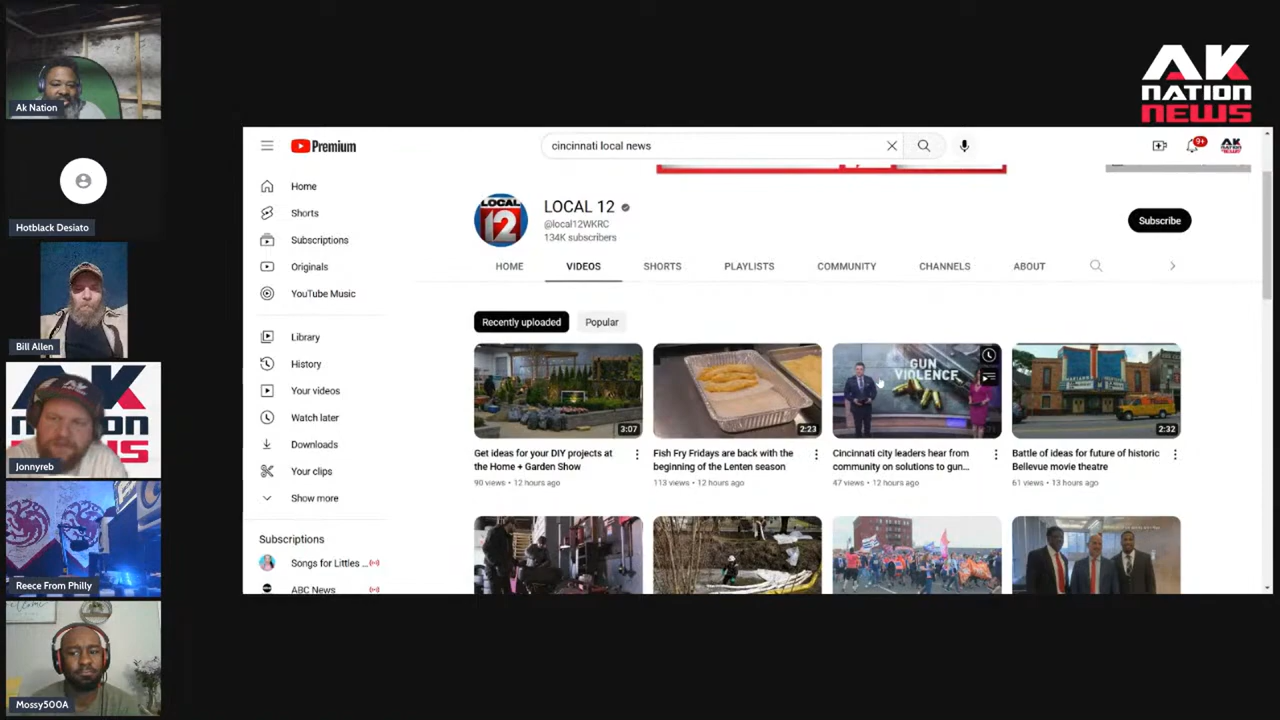 Ak Nation
Hotblack Desiato
Bill Allen
AK
Jonnyreb
Reece From Philly
Mossy500A
AK
NATION
NEWS
Premium
cincinnati local news
9+
Home
Shorts
Subscriptions
Originals
YouTube Music
Library
History
Your videos
Watch later
Downloads
Your clips
Show more
Subscriptions
Songs for Littles ...
ABC News
LOCAL
12
LOCAL 12
@local12WKRC
134K subscribers
Subscribe
HOME VIDEOS SHORTS PLAYLISTS COMMUNITY CHANNELS ABOUT
Recently uploaded Popular
GUN
VIOLENCE
3:07
2:23
2:32
Get ideas for your DIY projects at
the Home + Garden Show
90 views • 12 hours ago
Fish Fry Fridays are back with the
beginning of the Lenten season
113 views • 12 hours ago
Cincinnati city leaders hear from
community on solutions to gun...
47 views • 12 hours ago
Battle of ideas for future of historic
Bellevue movie theatre
61 views • 13 hours ago